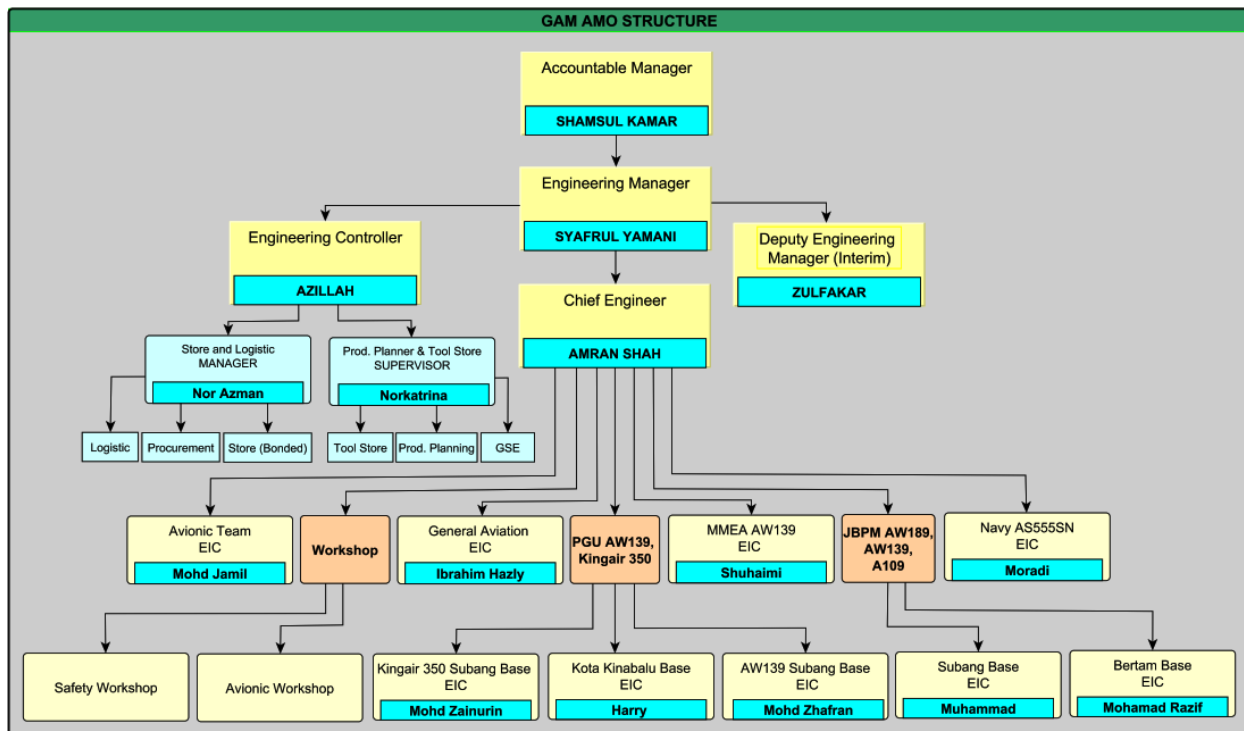 GAM AMO STRUCTURE
Accountable Manager
SHAMSUL KAMAR
Engineering Manager
SYAFRUL YAMANI
Engineering Controller
AZILLAH
Deputy Engineering
Manager (Interim)
ZULFAKAR
Chief Engineer
AMRAN SHAH
Store and Logistic
MANAGER
Nor Azman
Prod. Planner & Tool Store
SUPERVISOR
Norkatrina
Logistic
Procurement
Store (Bonded)
Tool Store
Prod. Planning
GSE
Avionic Team
EIC
Mohd Jamil
Workshop
General Aviation
EIC
Ibrahim Hazly
PGU AW139,
Kingair 350
MMEA AW139
EIC
Shuhaimi
JBPM AW189,
AW139,
A109
Navy AS555SN
EIC
Moradi
Safety Workshop
Avionic Workshop
Kingair 350 Subang Base
EIC
Mohd Zainurin
Kota Kinabalu Base
EIC
Harry
AW139 Subang Base
EIC
Mohd Zhafran
Subang Base
EIC
Muhammad
Bertam Base
EIC
Mohamad Razif